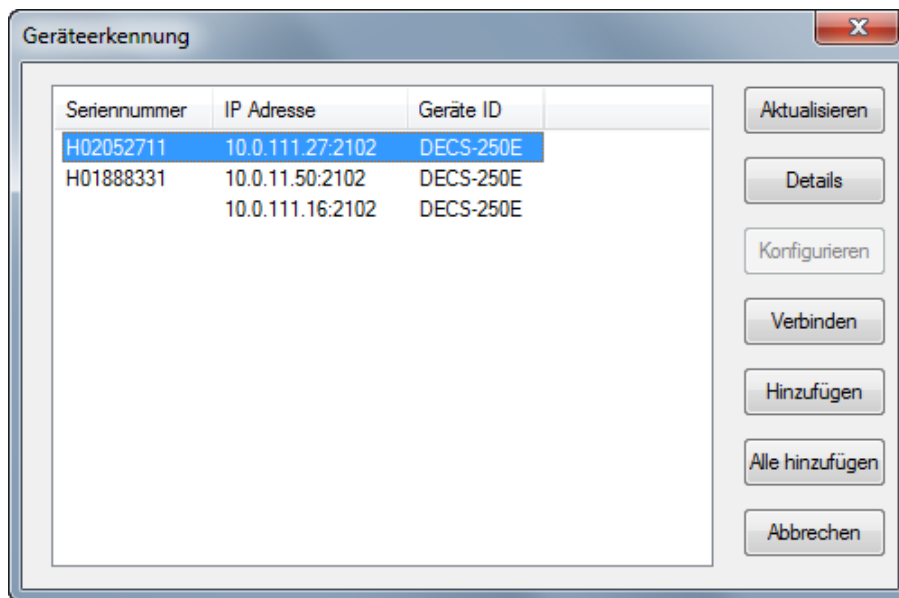 Geräteerkennung
Seriennummer IP Adresse Geräte ID
H02052711 10.0.111.27:2102 DECS-250E
H01888331 10.0.11.50:2102 DECS-250E
10.0.111.16:2102 DECS-250E
Aktualisieren
Details
Konfigurieren
Verbinden
Hinzufügen
Alle hinzufügen
Abbrechen